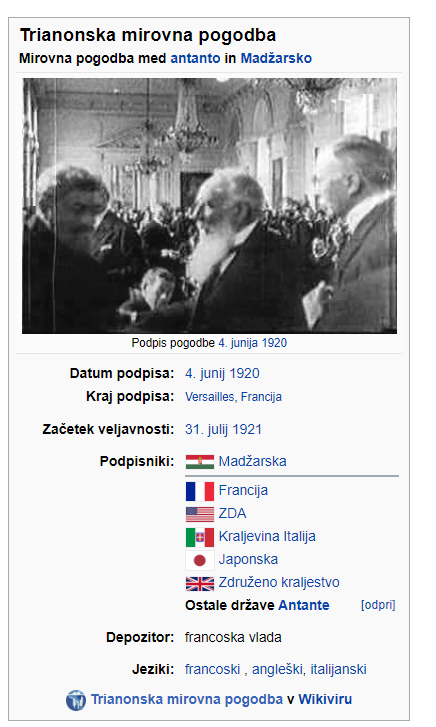 Trianonska mirovna pogodba
Mirovna pogodba med antanto in Madžarsko
Podpis pogodbe 4. junija 1920
Datum podpisa: 4. junij 1920
Kraj podpisa: Versailles, Francija
Začetek veljavnosti: 31. julij 1921
Podpisniki: Madžarska
Francija
ZDA
Kraljevina Italija
Japonska
Združeno kraljestvo
Ostale države Antante [odpri]
Depozitor: francoska vlada
Jeziki: francoski , angleški, italijanski
Trianonska mirovna pogodba v Wikiviru